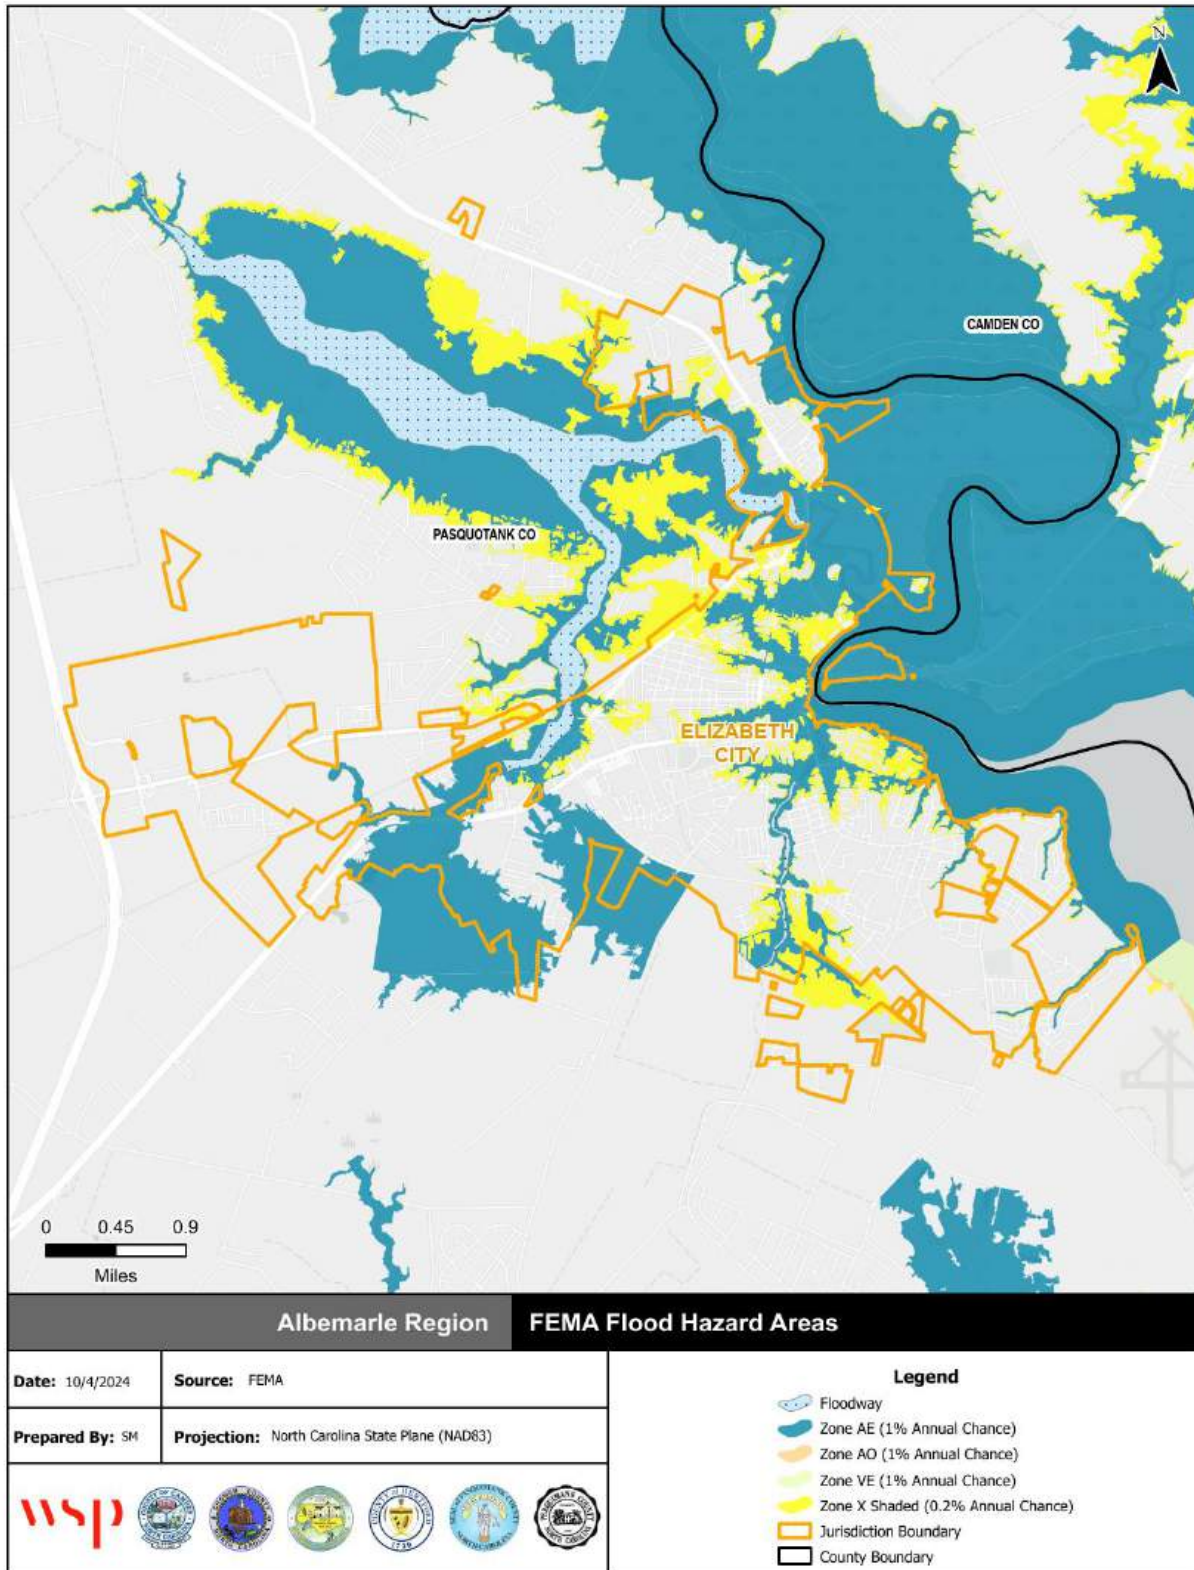 N
CAMDEN CO
PASQUOTANK CO
ELIZABETH
CITY
0 0.45 0.9
Miles
Albemarle Region FEMA Flood Hazard Areas
Date: 10/4/2024 Source: FEMA
Prepared By: SM Projection: North Carolina State Plane (NAD83)
wsp
Legend
Floodway
Zone AE (1% Annual Chance)
Zone AO (1% Annual Chance)
Zone VE (1% Annual Chance)
Zone X Shaded (0.2% Annual Chance)
Jurisdiction Boundary
County Boundary